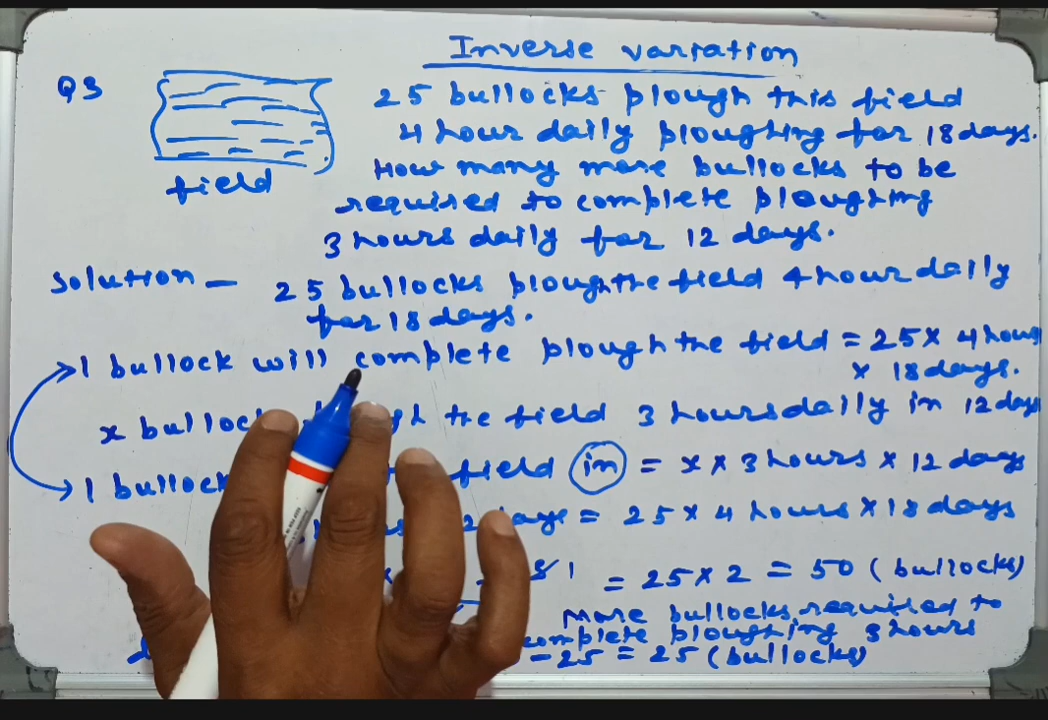 Inverse variation
Q3
25 bullocks plough this field
4 hour daily ploughing for 18 days.
How many more bullocks to be
required to complete ploughing
3 hours daily for 12 days.
field
Solution — 25 bullocks plough the field 4 hour daily
for 18 days.
1 bullock will complete plough the field = 25 × 4 hour
× 18 days.
x the field 3 hours daily in 12 days
1 bullock field in = x × 3 hours × 12 days
= 25 × 4 hours × 18 days
= 25 × 2 = 50 (bullocks)
More bullocks required to
complete ploughing 3 hours
- 25 = 25 (bullocks)